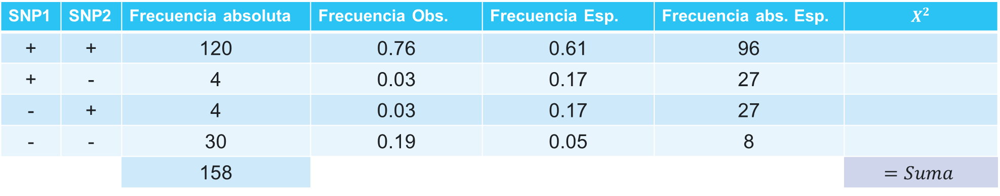 SNP1 SNP2 Frecuencia absoluta Frecuencia Obs. Frecuencia Esp. Frecuencia abs. Esp. X²
+ + 120 0.76 0.61 96
+ - 4 0.03 0.17 27
- + 4 0.03 0.17 27
- - 30 0.19 0.05 8
158 = Suma